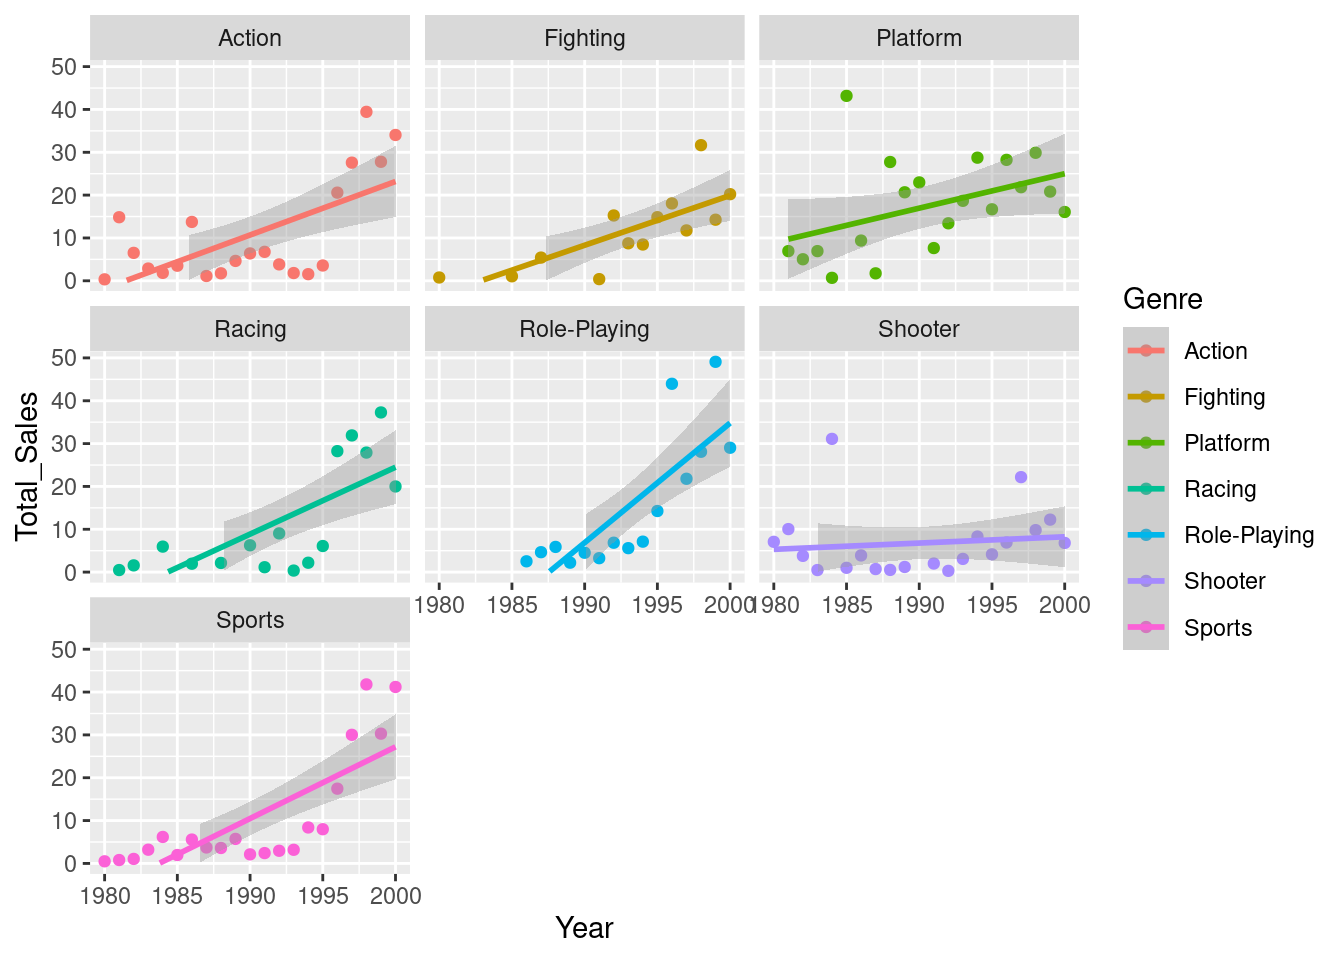 Action
Fighting
Platform
50
40
30
20
10
0
Racing
Role-Playing
Shooter
50
40
30
20
10
0
1980 1985 1990 1995 2000
1980 1985 1990 1995 2000
Sports
50
40
30
20
10
0
1980 1985 1990 1995 2000
Year
Total_Sales
Genre
Action
Fighting
Platform
Racing
Role-Playing
Shooter
Sports